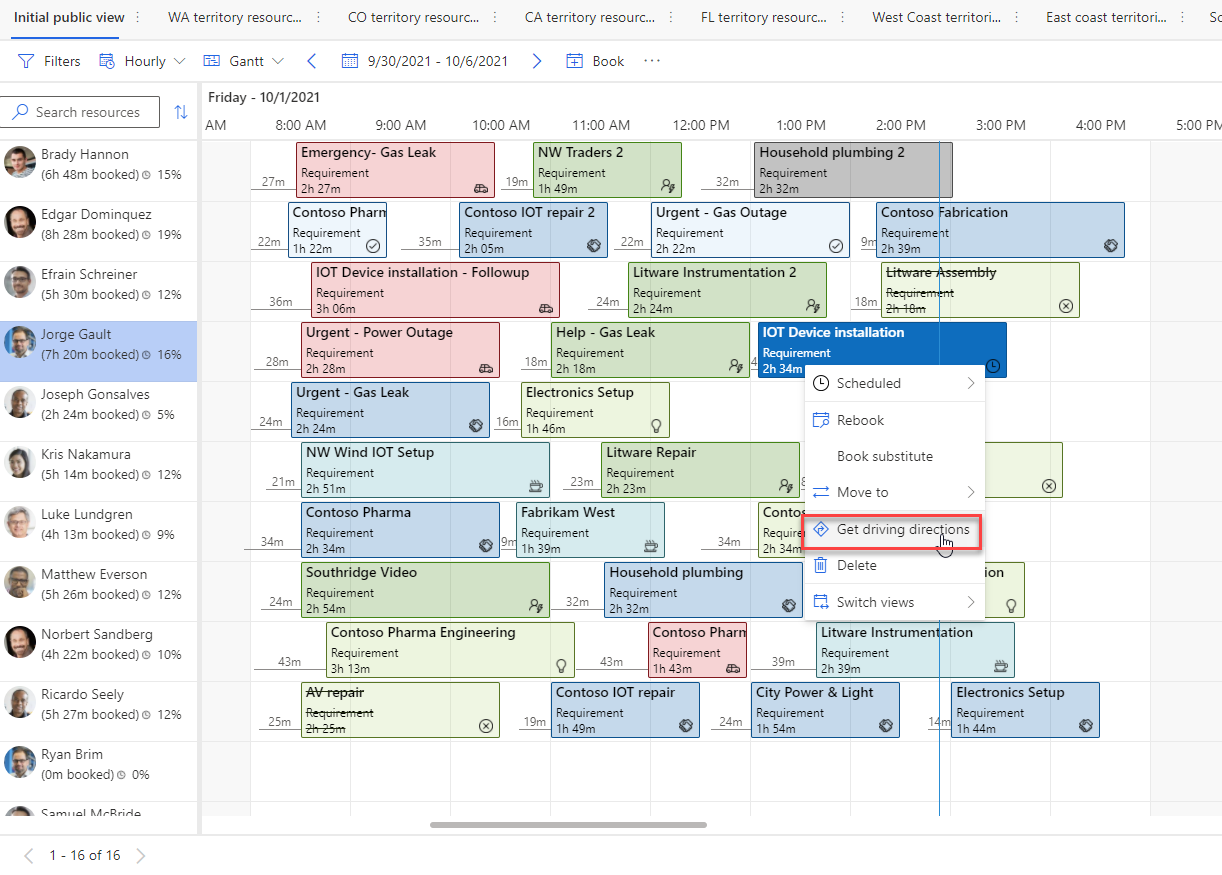 Initial public view
WA territory resourc...
CO territory resourc...
CA territory resourc...
FL territory resourc...
West Coast territori...
East coast territori...
Filters
Hourly
Gantt
9/30/2021 - 10/6/2021
Book
...
Search resources
Friday - 10/1/2021
AM 8:00 AM 9:00 AM 10:00 AM 11:00 AM 12:00 PM 1:00 PM 2:00 PM 3:00 PM 4:00 PM 5:00 PM
Brady Hannon
(6h 48m booked) 15%
27m
Emergency- Gas Leak
Requirement
2h 27m
19m
NW Traders 2
Requirement
1h 49m
32m
Household plumbing 2
Requirement
2h 32m
Edgar Dominquez
(8h 28m booked) 19%
22m
Contoso Pharm
Requirement
1h 22m
35m
Contoso IOT repair 2
Requirement
2h 05m
22m
Urgent - Gas Outage
Requirement
2h 22m
9m
Contoso Fabrication
Requirement
2h 39m
Efrain Schreiner
(5h 30m booked) 12%
36m
IOT Device installation - Followup
Requirement
3h 06m
24m
Litware Instrumentation 2
Requirement
2h 24m
18m
Litware Assembly
Requirement
2h 18m
Jorge Gault
(7h 20m booked) 16%
28m
Urgent - Power Outage
Requirement
2h 28m
18m
Help - Gas Leak
Requirement
2h 18m
4
IOT Device installation
Requirement
2h 34m
Scheduled
Rebook
Book substitute
Move to
Get driving directions
Delete
Switch views
Joseph Gonsalves
(2h 24m booked) 5%
24m
Urgent - Gas Leak
Requirement
2h 24m
16m
Electronics Setup
Requirement
1h 46m
Kris Nakamura
(5h 14m booked) 12%
21m
NW Wind IOT Setup
Requirement
2h 51m
23m
Litware Repair
Requirement
2h 23m
Luke Lundgren
(4h 13m booked) 9%
34m
Contoso Pharma
Requirement
2h 34m
9m
Fabrikam West
Requirement
1h 39m
34m
Contos
Require
2h 34m
Matthew Everson
(5h 26m booked) 12%
24m
Southridge Video
Requirement
2h 54m
32m
Household plumbing
Requirement
2h 32m
ion
Norbert Sandberg
(4h 22m booked) 10%
43m
Contoso Pharma Engineering
Requirement
3h 13m
43m
Contoso Pharm
Requirement
1h 43m
39m
Litware Instrumentation
Requirement
2h 39m
Ricardo Seely
(5h 27m booked) 12%
25m
AV repair
Requirement
2h 25m
19m
Contoso IOT repair
Requirement
1h 49m
24m
City Power & Light
Requirement
1h 54m
14m
Electronics Setup
Requirement
1h 44m
Ryan Brim
(0m booked) 0%
Samuel McBride
1 - 16 of 16